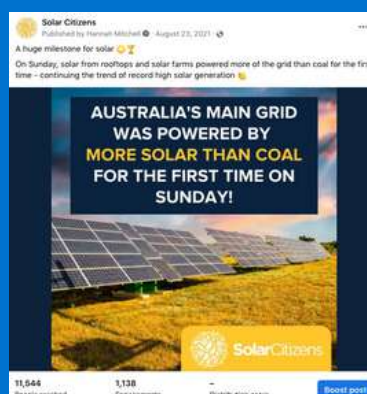 Solar Citizens
Published by Hannah Mitchell · August 23, 2021 ·
A huge milestone for solar
On Sunday, solar from rooftops and solar farms powered more of the grid than coal for the first
time – continuing the trend of record high solar generation
AUSTRALIA'S MAIN GRID
WAS POWERED BY
MORE SOLAR THAN COAL
FOR THE FIRST TIME ON
SUNDAY!
SolarCitizens
11,544
1,138
–
Boost post